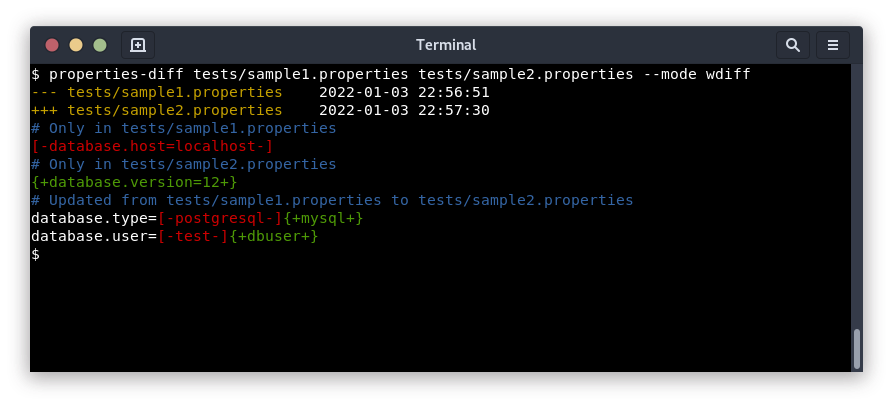 Terminal
$ properties-diff tests/sample1.properties tests/sample2.properties --mode wdiff
--- tests/sample1.properties    2022-01-03 22:56:51
+++ tests/sample2.properties    2022-01-03 22:57:30
# Only in tests/sample1.properties
[-database.host=localhost-]
# Only in tests/sample2.properties
{+database.version=12+}
# Updated from tests/sample1.properties to tests/sample2.properties
database.type=[-postgresql-]{+mysql+}
database.user=[-test-]{+dbuser+}
$